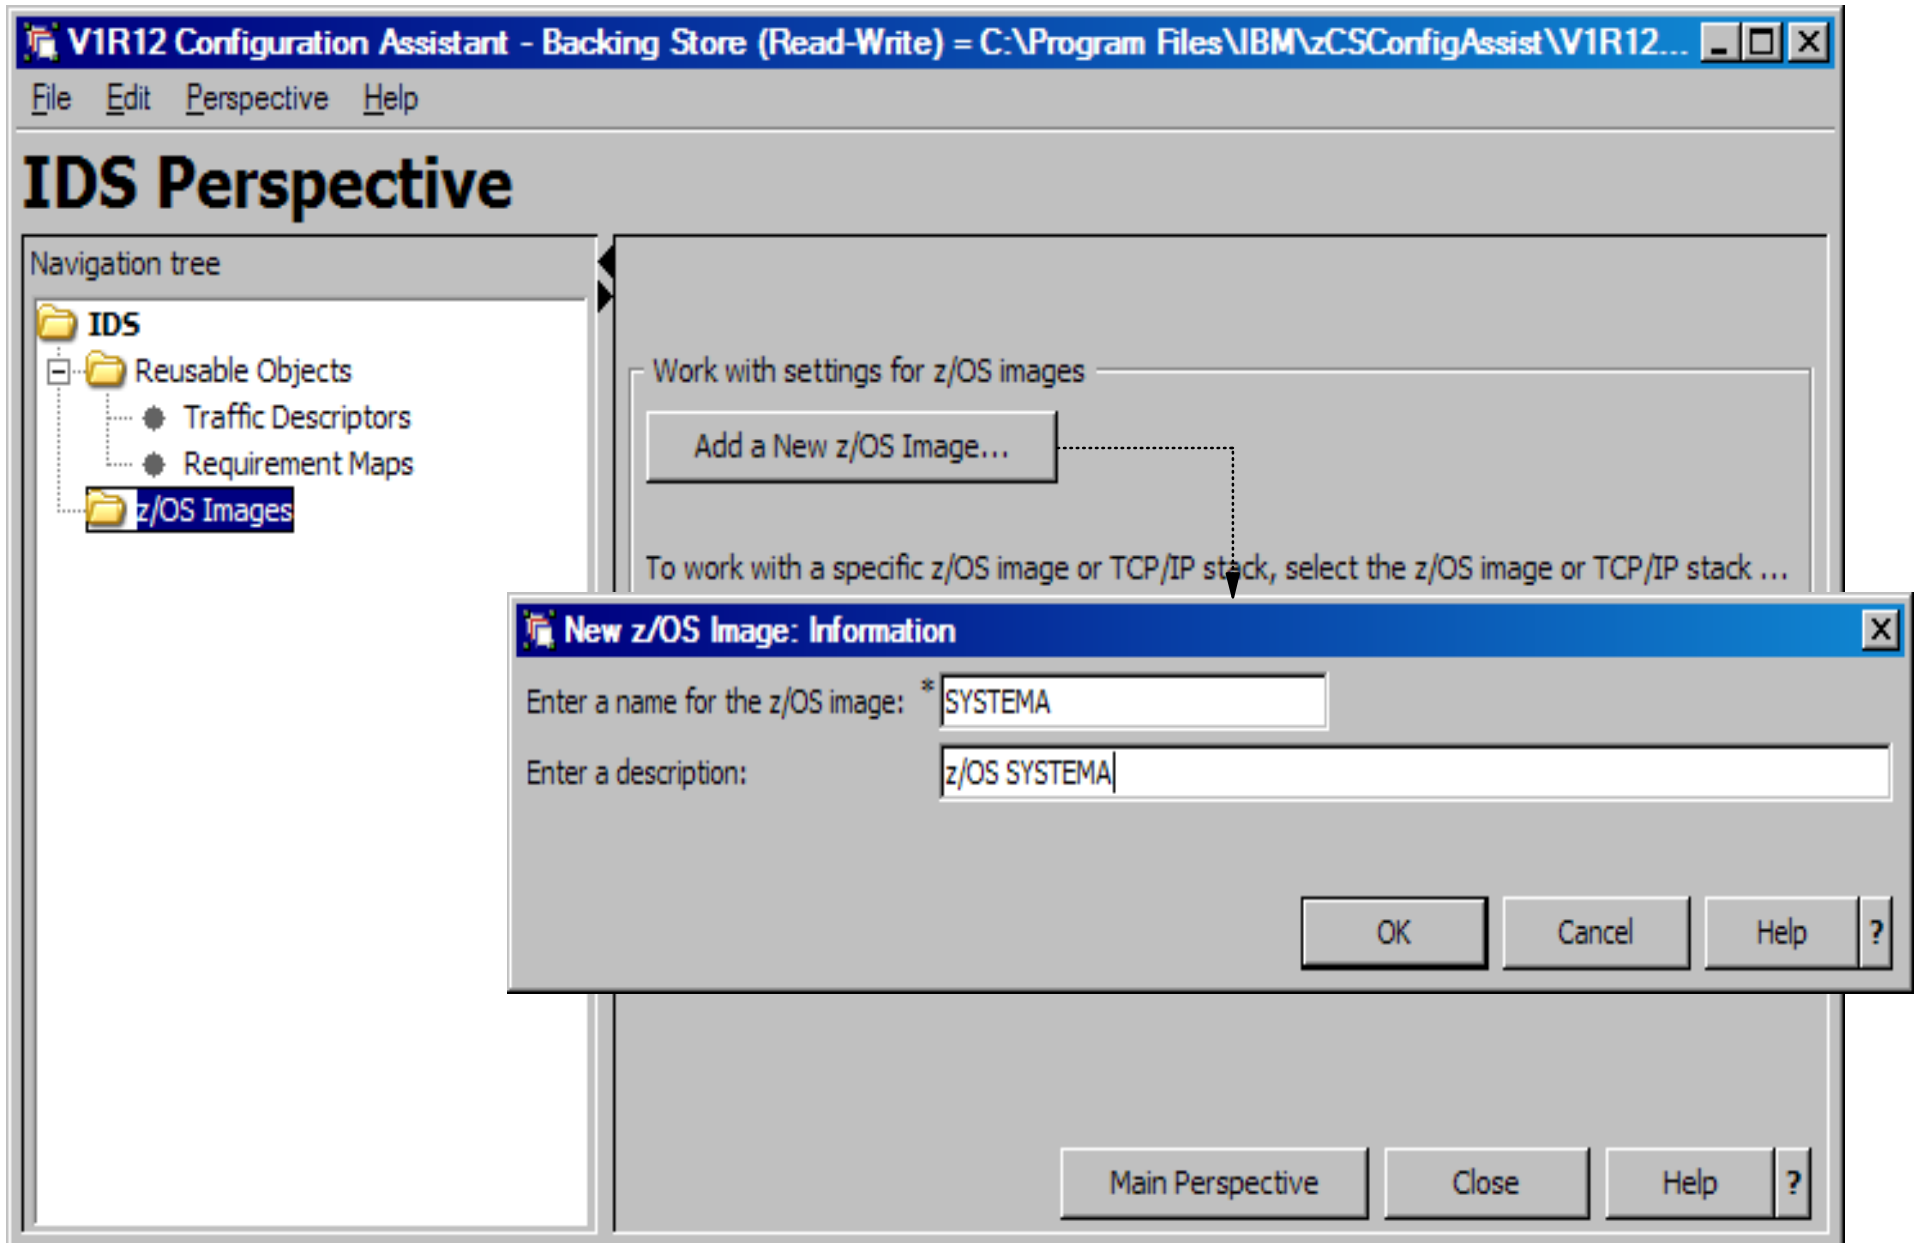 V1R12 Configuration Assistant - Backing Store (Read-Write) = C:\Program Files\IBM\zCSConfigAssist\V1R12...
File Edit Perspective Help
IDS Perspective
Navigation tree
IDS
Reusable Objects
Traffic Descriptors
Requirement Maps
z/OS Images
Work with settings for z/OS images
Add a New z/OS Image...
To work with a specific z/OS image or TCP/IP stack, select the z/OS image or TCP/IP stack ...
New z/OS Image: Information
Enter a name for the z/OS image: * SYSTEMA
Enter a description: z/OS SYSTEMA
OK Cancel Help ?
Main Perspective Close Help ?